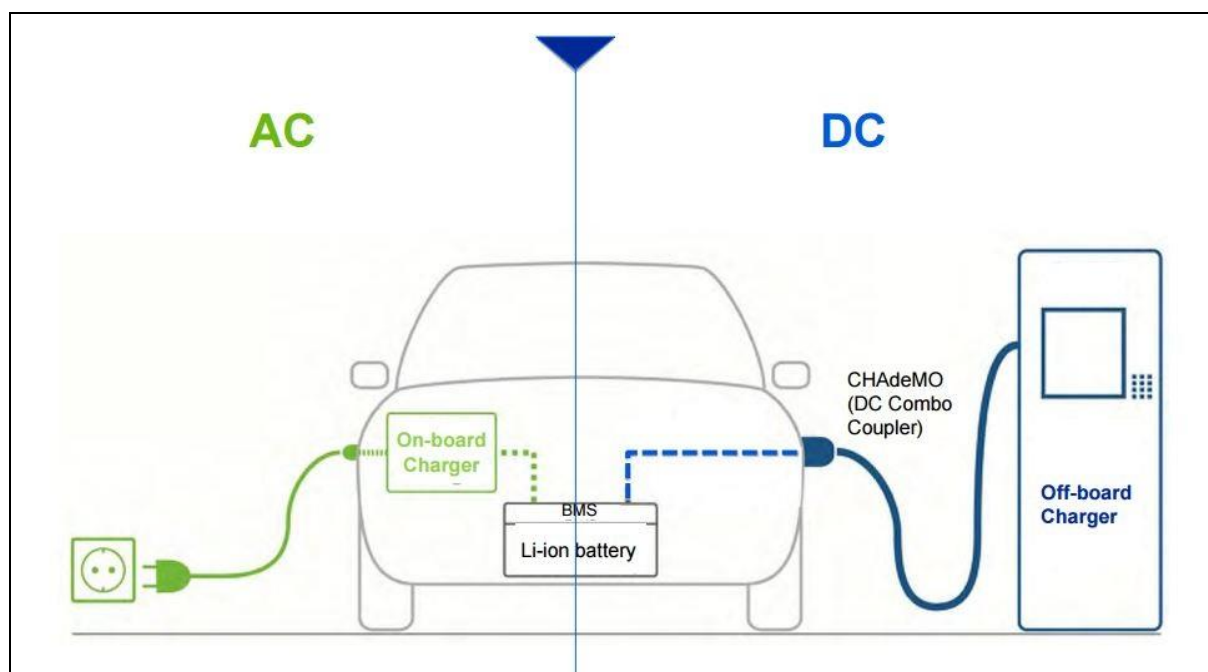 AC
DC
CHAdeMO
(DC Combo
Coupler)
On-board
Charger
BMS
Li-ion battery
Off-board
Charger